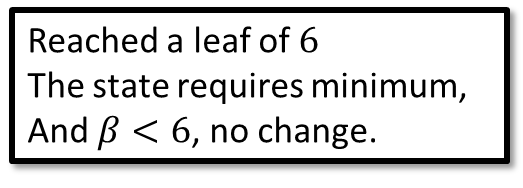 Reached a leaf of 6
The state requires minimum,
And β < 6, no change.